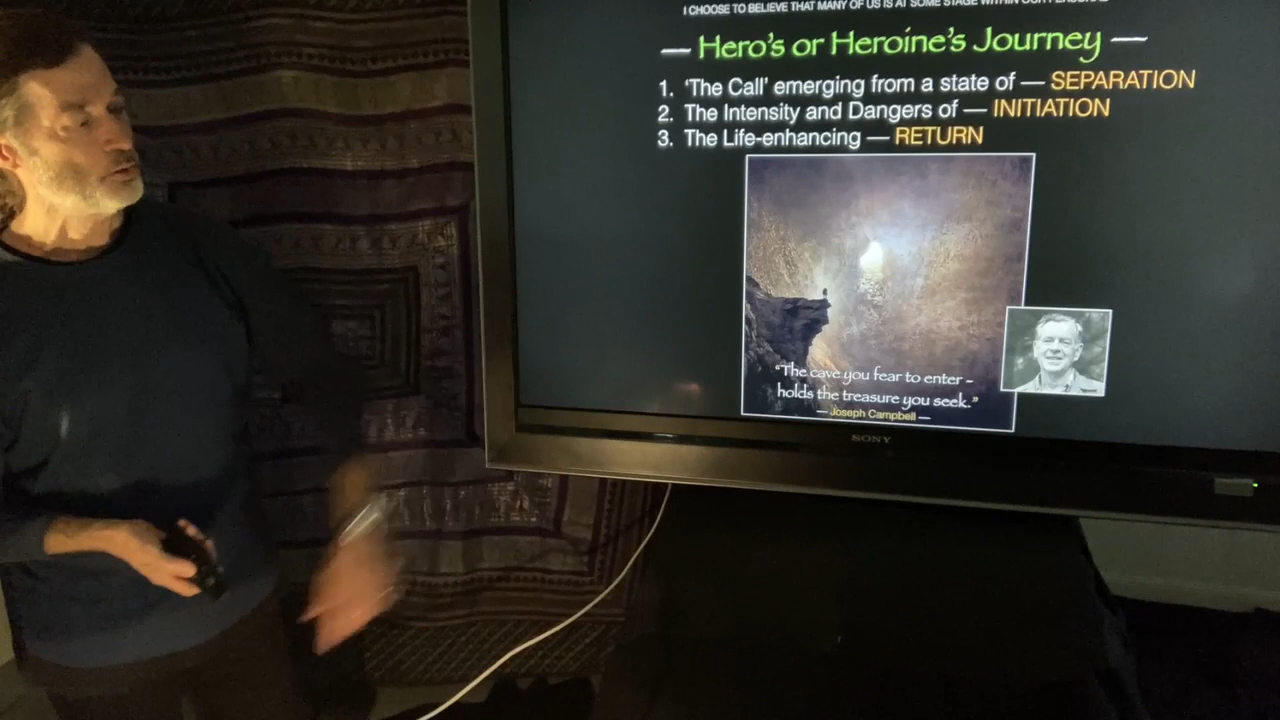 I CHOOSE TO BELIEVE THAT MANY OF US IS AT SOME STAGE WITHIN OUR PERSONAL
— Hero's or Heroine's Journey —
1. 'The Call' emerging from a state of — SEPARATION
2. The Intensity and Dangers of — INITIATION
3. The Life-enhancing — RETURN
"The cave you fear to enter -
holds the treasure you seek."
— Joseph Campbell —
SONY